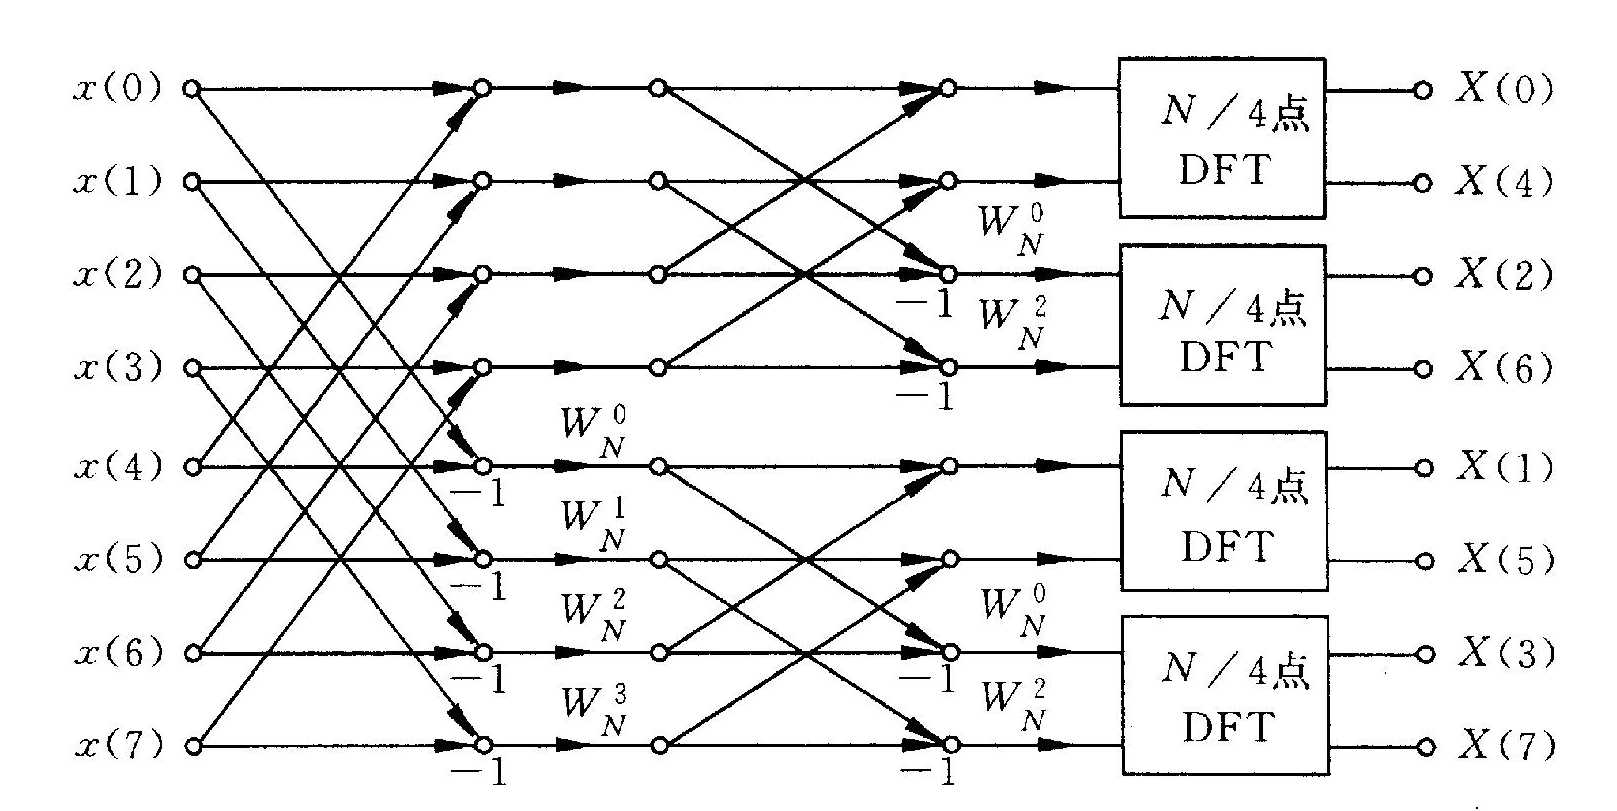 x(0)
X(0)
N/4点
DFT
x(1)
X(4)
W_N^0
x(2)
-1
X(2)
W_N^2
N/4点
DFT
x(3)
-1
X(6)
W_N^0
x(4)
-1
X(1)
W_N^1
N/4点
DFT
x(5)
-1
X(5)
W_N^2
W_N^0
x(6)
-1
-1
X(3)
W_N^3
W_N^2
N/4点
DFT
x(7)
-1
-1
X(7)